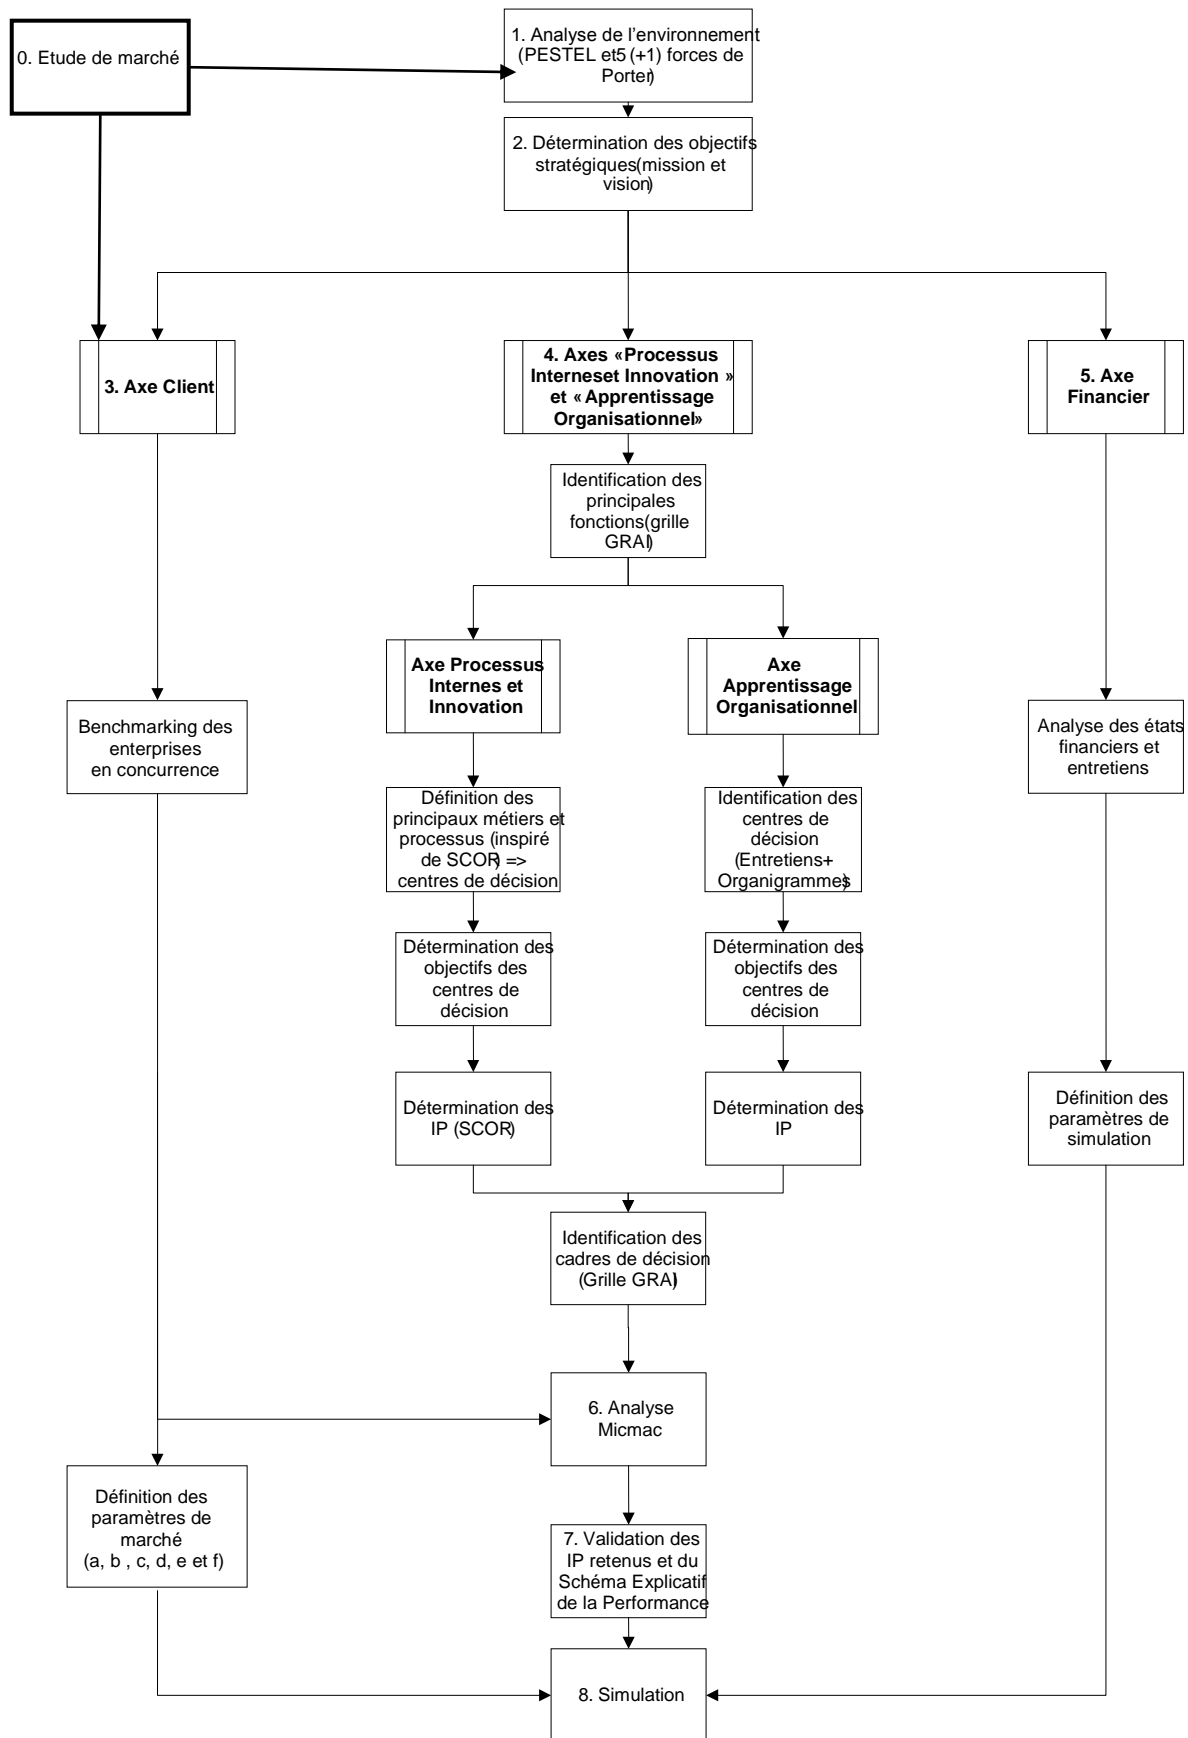 0. Etude de marché
1. Analyse de l’environnement
(PESTEL et5 (+1) forces de
Porter)
2. Détermination des objectifs
stratégiques(mission et
vision)
3. Axe Client
4. Axes «Processus
Interneset Innovation »
et «Apprentissage
Organisationnel»
5. Axe
Financier
Identification des
principales
fonctions(grille
GRAI)
Axe Processus
Internes et
Innovation
Axe
Apprentissage
Organisationnel
Benchmarking des
enterprises
en concurrence
Analyse des états
financiers et
entretiens
Définition des
principaux métiers et
processus (inspiré
de SCOR) =>
centres de décision
Identification des
centres de
décision
(Entretiens+
Organigrammes)
Détermination des
objectifs des
centres de
décision
Détermination des
objectifs des
centres de
décision
Détermination des
IP (SCOR)
Détermination des
IP
Définition des
paramètres de
simulation
Identification des
cadres de décision
(Grille GRAI)
6. Analyse
Micmac
Définition des
paramètres de
marché
(a, b , c, d, e et f)
7. Validation des
IP retenus et du
Schéma Explicatif
de la Performance
8. Simulation